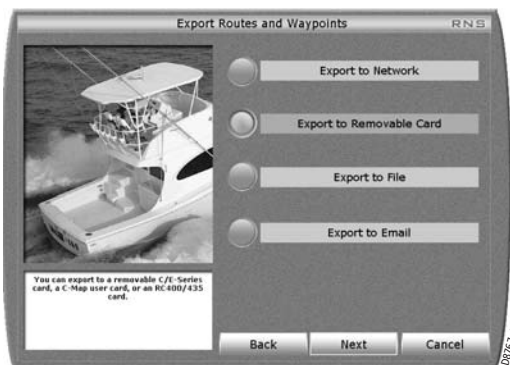 Export Routes and Waypoints
RNS
Export to Network
Export to Removable Card
Export to File
Export to Email
You can export to a removable C/E-Series
card, a C-Map user card, or an RC400/435
card.
Back
Next
Cancel